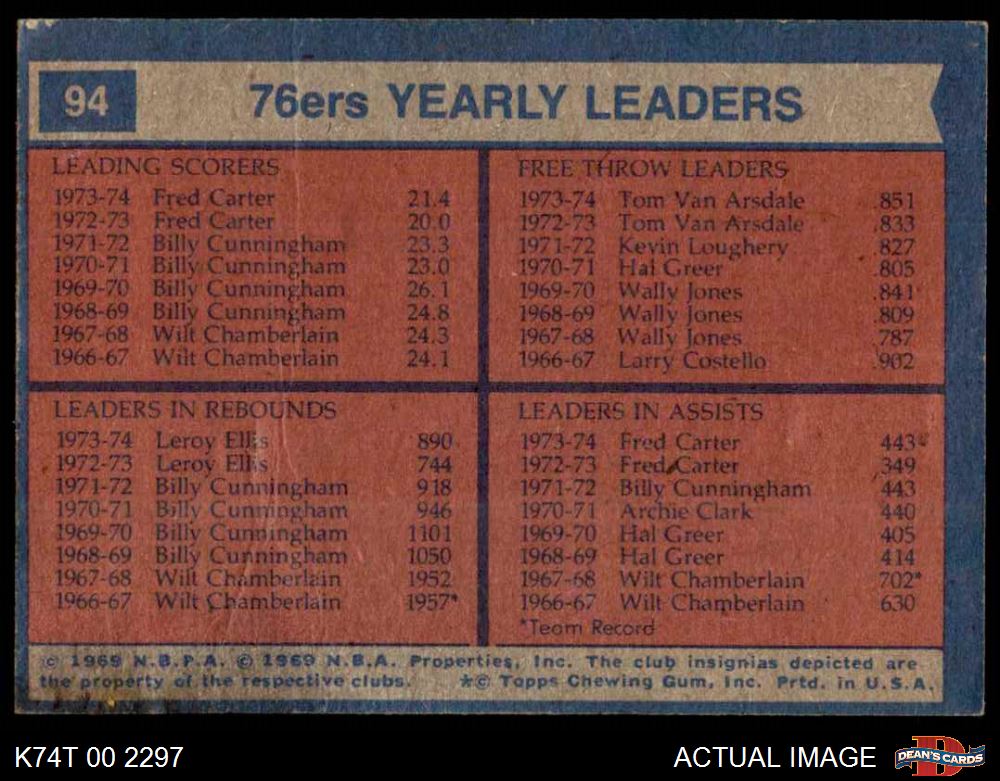 94
76ers YEARLY LEADERS
LEADING SCORERS
1973-74 Fred Carter 21.4
1972-73 Fred Carter 20.0
1971-72 Billy Cunningham 23.3
1970-71 Billy Cunningham 23.0
1969-70 Billy Cunningham 26.1
1968-69 Billy Cunningham 24.8
1967-68 Wilt Chamberlain 24.3
1966-67 Wilt Chamberlain 24.1
FREE THROW LEADERS
1973-74 Tom Van Arsdale .851
1972-73 Tom Van Arsdale .833
1971-72 Kevin Loughery .827
1970-71 Hal Greer .805
1969-70 Wally Jones .841
1968-69 Wally Jones .809
1967-68 Wally Jones .787
1966-67 Larry Costello .902
LEADERS IN REBOUNDS
1973-74 Leroy Ellis 890
1972-73 Leroy Ellis 744
1971-72 Billy Cunningham 918
1970-71 Billy Cunningham 946
1969-70 Billy Cunningham 1101
1968-69 Billy Cunningham 1050
1967-68 Wilt Chamberlain 1952
1966-67 Wilt Chamberlain 1957*
LEADERS IN ASSISTS
1973-74 Fred Carter 443
1972-73 Fred Carter 349
1971-72 Billy Cunningham 443
1970-71 Archie Clark 440
1969-70 Hal Greer 405
1968-69 Hal Greer 414
1967-68 Wilt Chamberlain 702*
1966-67 Wilt Chamberlain 630
*Team Record
© 1969 N.B.P.A. © 1969 N.B.A. Properties, Inc. The club insignias depicted are
the property of the respective clubs. *© Topps Chewing Gum, Inc. Prtd. in U.S.A.
K74T 00 2297
ACTUAL IMAGE
D
DEAN'S CARDS